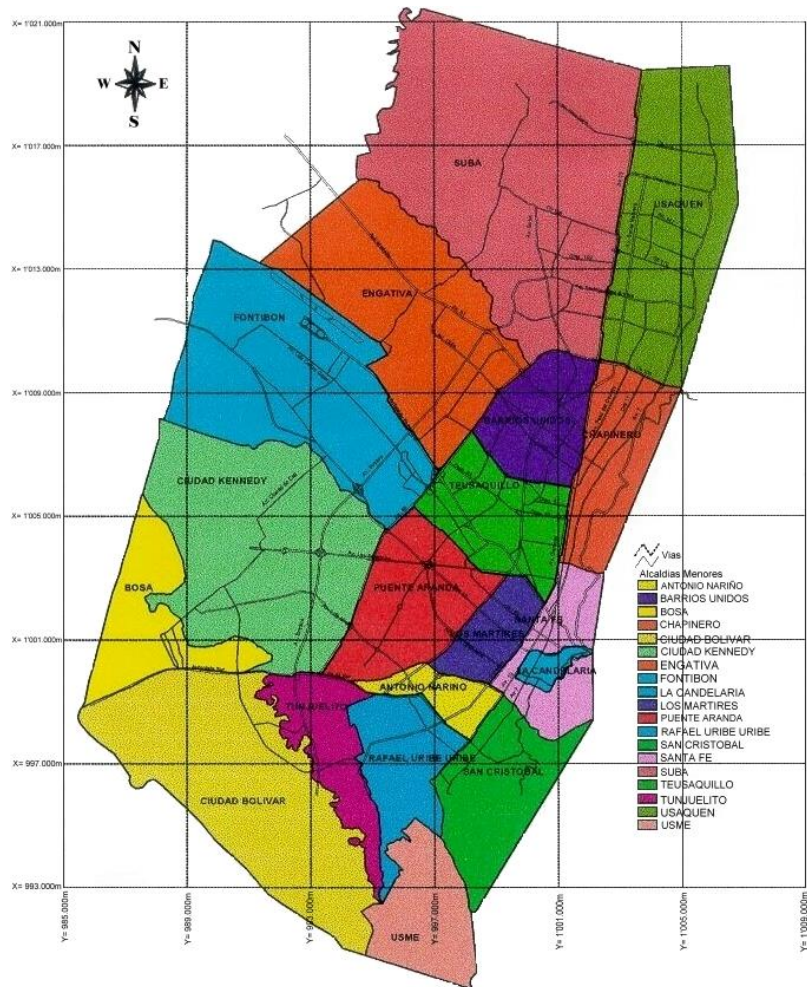 X= 1'021.000m
N
W E
S
X= 1'017.000m
SUBA
USAQUEN
X= 1'013.000m
ENGATIVA
FONTIBON
X= 1'009.000m
BARRIOS UNIDOS
CHAPINERO
CIUDAD KENNEDY
TEUSAQUILLO
X= 1'005.000m
BOSA
PUENTE ARANDA
SANTA FE
LOS MARTIRES
X= 1'001.000m
LA CANDELARIA
ANTONIO NARINO
TUNJUELITO
RAFAEL URIBE URIBE
X= 997.000m
SAN CRISTOBAL
CIUDAD BOLIVAR
X= 993.000m
USME
Vias
Alcaldias Menores
ANTONIO NARIÑO
BARRIOS UNIDOS
BOSA
CHAPINERO
CIUDAD BOLIVAR
CIUDAD KENNEDY
ENGATIVA
FONTIBON
LA CANDELARIA
LOS MARTIRES
PUENTE ARANDA
RAFAEL URIBE URIBE
SAN CRISTOBAL
SANTA FE
SUBA
TEUSAQUILLO
TUNJUELITO
USAQUEN
USME
Y= 985.000m
Y= 989.000m
Y= 993.000m
Y= 997.000m
Y= 1'001.000m
Y= 1'005.000m
Y= 1'009.000m